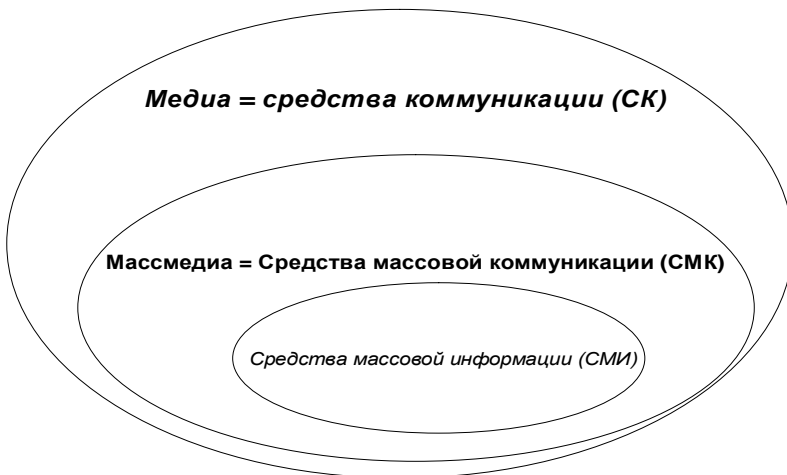 Медиа = средства коммуникации (СК)
Массмедиа = Средства массовой коммуникации (СМК)
Средства массовой информации (СМИ)